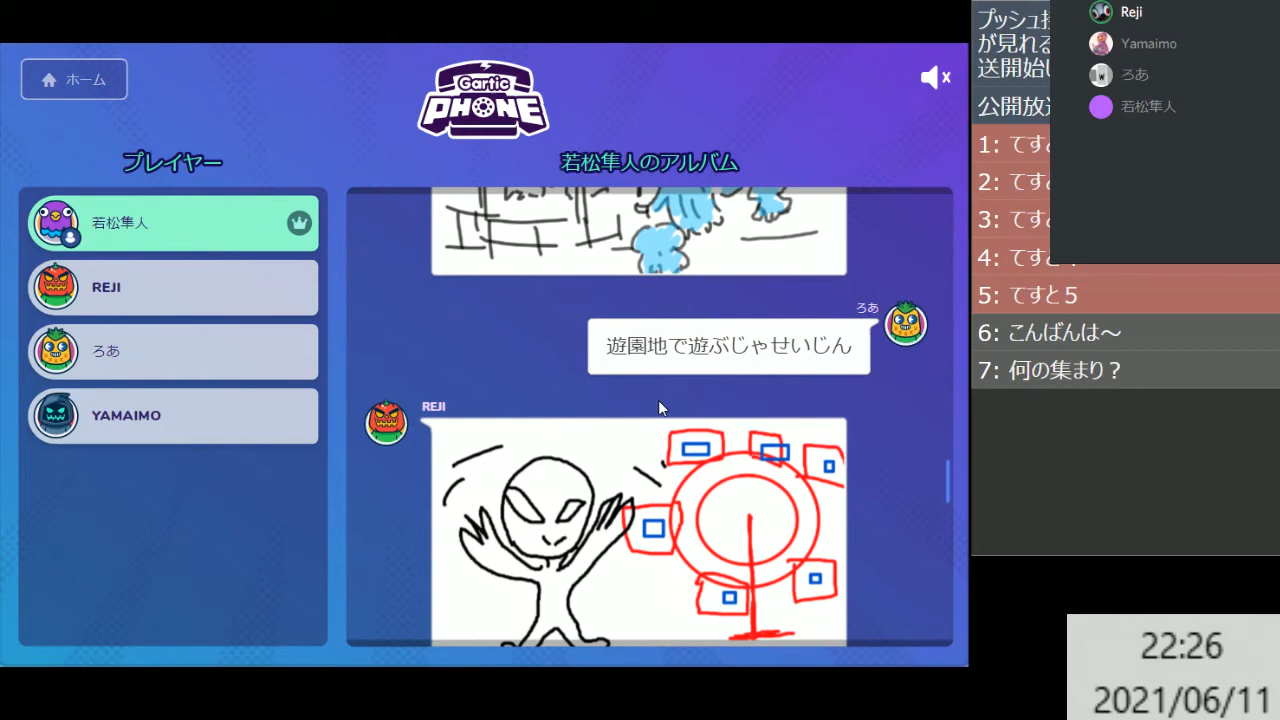 ホーム
Gartic
PHONE
プレイヤー
若松隼人
REJI
ろあ
YAMAIMO
若松隼人のアルバム
ろあ
遊園地で遊ぶじゃせいじん
REJI
プッシュ
が見れる
送開始
公開放
1: てす
2: てす
3: てす
4: てす
5: てすと5
6: こんばんは～
7: 何の集まり？
Reji
Yamaimo
ろあ
若松隼人
22:26
2021/06/11